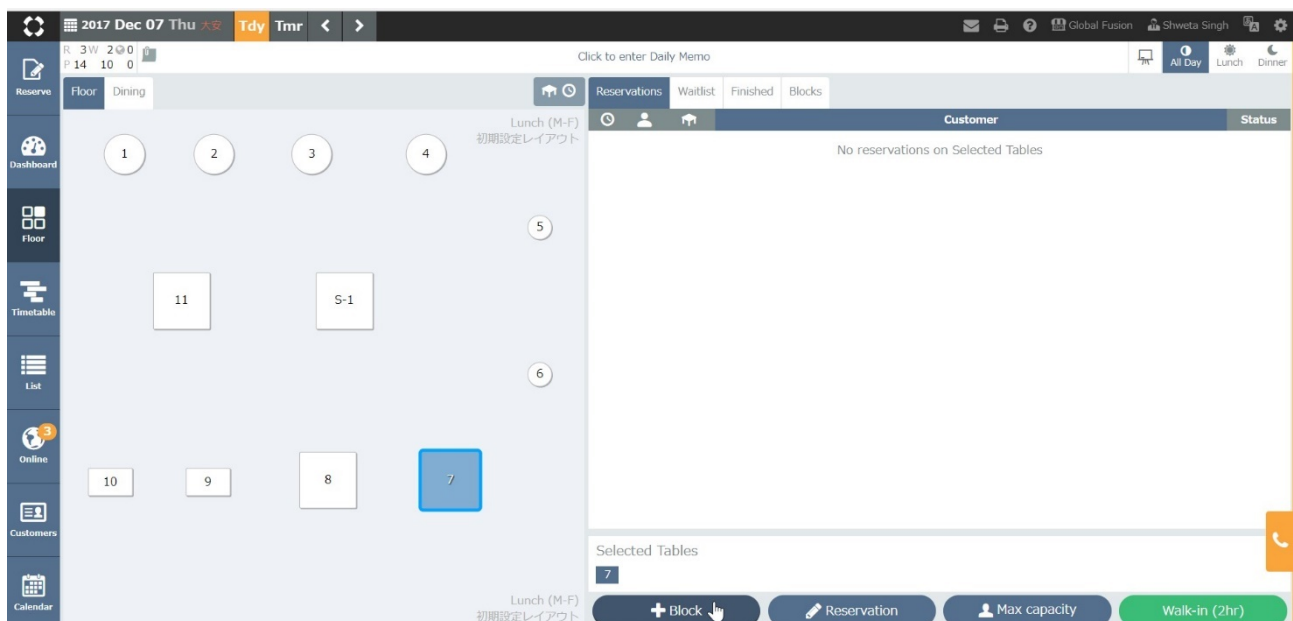 2017 Dec 07 Thu 大安 Tdy Tmr Global Fusion Shweta Singh
R 3 W 2 0
P 14 10 0
0
Click to enter Daily Memo
All Day Lunch Dinner
Reserve
Dashboard
Floor
Timetable
List
3
Online
Customers
Calendar
Floor Dining
Lunch (M-F)
初期設定レイアウト
1 2 3 4
5
11 S-1
6
10 9 8 7
Lunch (M-F)
初期設定レイアウト
Reservations Waitlist Finished Blocks
Customer Status
No reservations on Selected Tables
Selected Tables
7
Block Reservation Max capacity Walk-in (2hr)